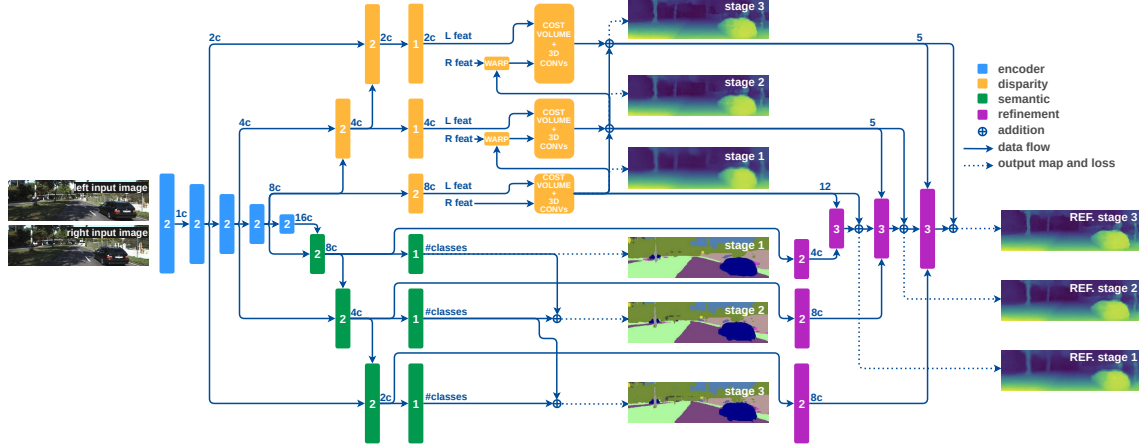 2c
2
2c
1
2c
L feat
R feat
WARP
COST
VOLUME
+
3D
CONVs
stage 3
5
encoder
disparity
semantic
refinement
addition
data flow
output map and loss
stage 2
4c
2
4c
1
4c
L feat
R feat
WARP
COST
VOLUME
+
3D
CONVs
5
stage 1
8c
2
8c
L feat
R feat
COST
VOLUME
+
3D
CONVs
12
left input image
right input image
2
1c
2
2
2
2
16c
2
8c
1
#classes
stage 1
2
4c
3
3
3
REF. stage 3
2
4c
1
#classes
stage 2
2
8c
REF. stage 2
2
2c
1
#classes
stage 3
2
8c
REF. stage 1